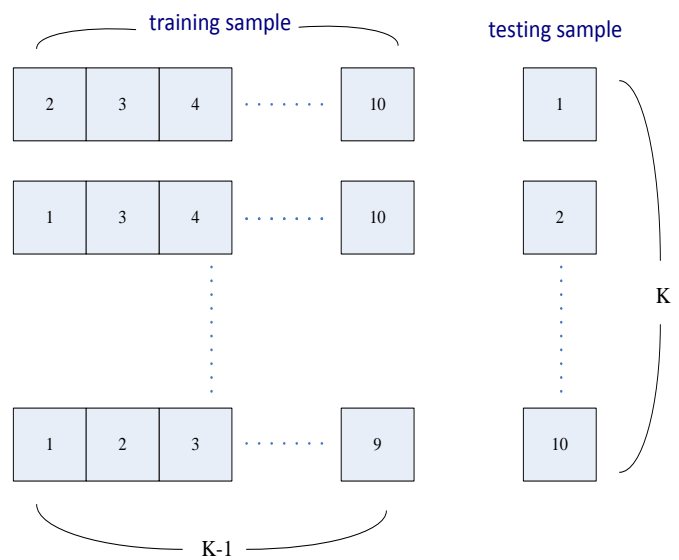 training sample testing sample
2 3 4 ....... 10 1
1 3 4 ....... 10 2
K
1 2 3 ....... 9 10
K-1